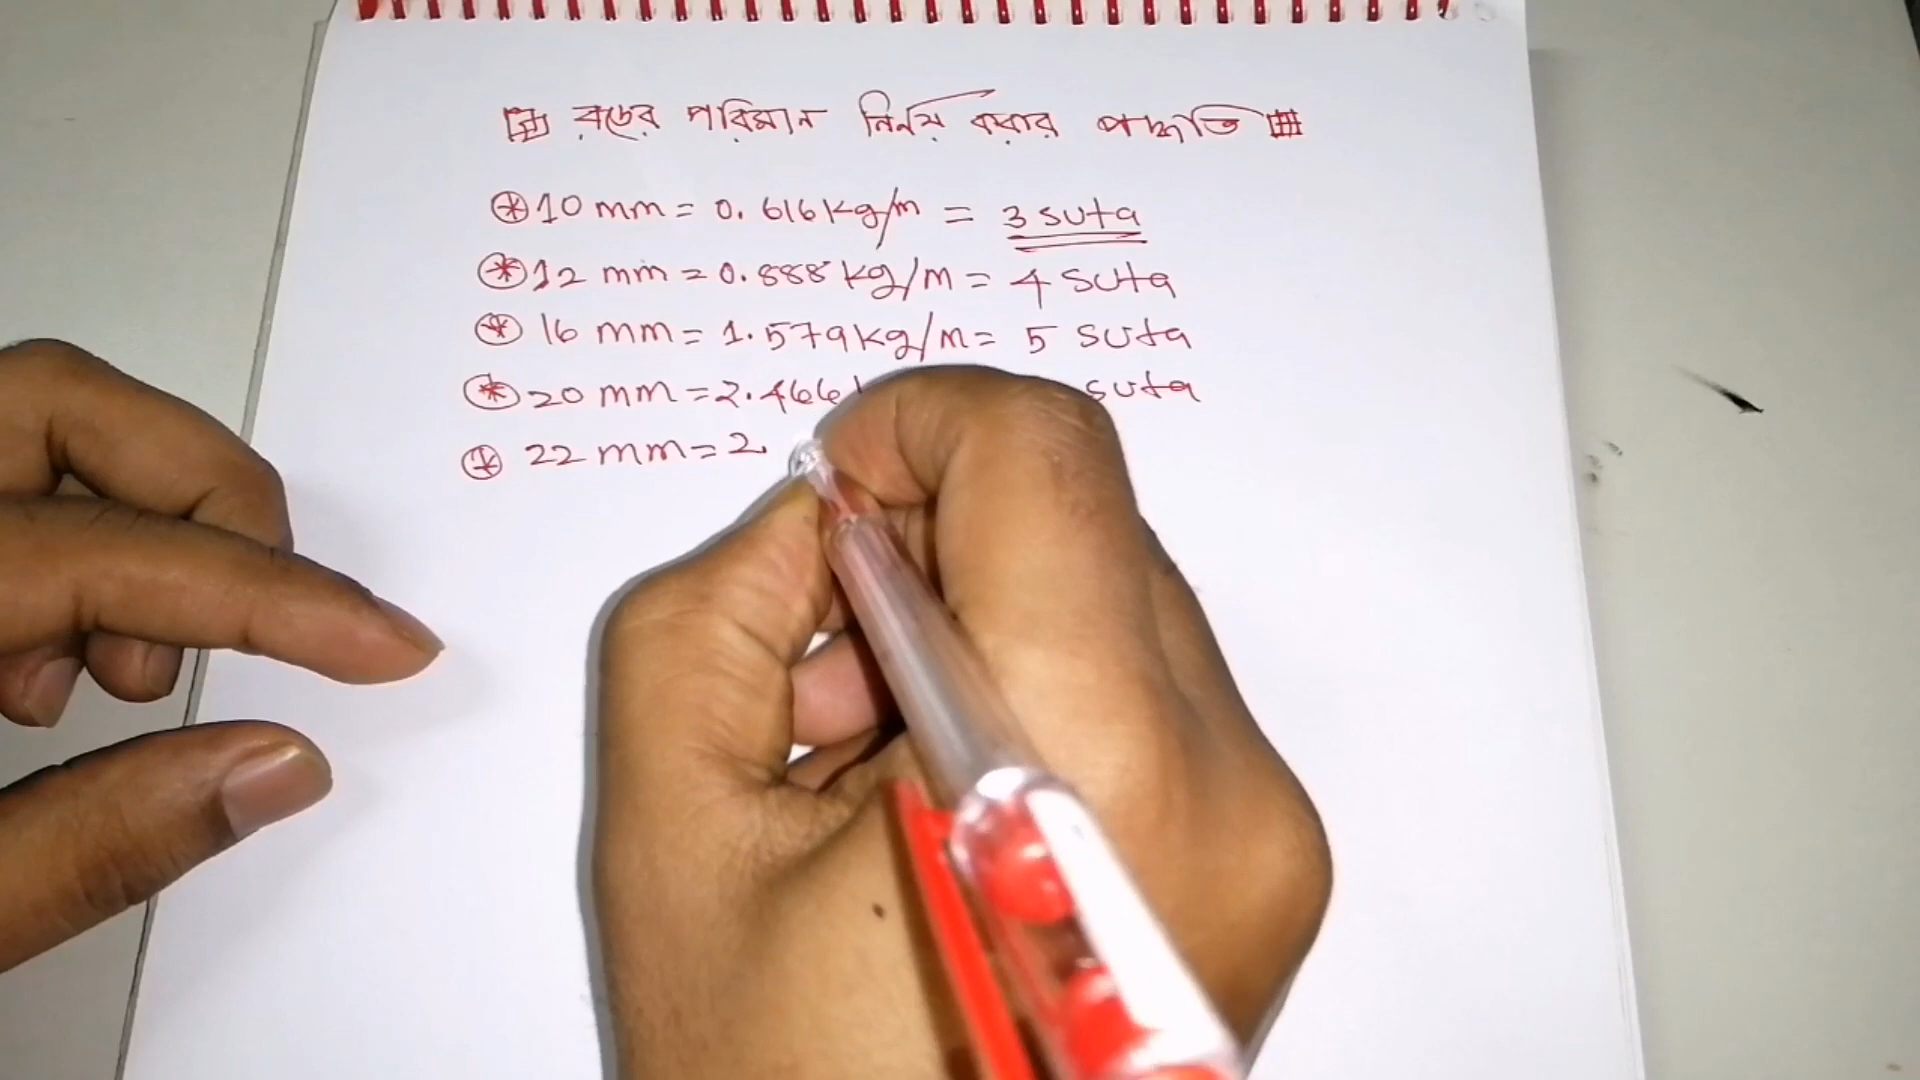 রডের পরিমান নির্নয় করার পদ্ধতি
10 mm = 0.616 kg/m = 3 suta
12 mm = 0.888 kg/m = 4 suta
16 mm = 1.579 kg/m = 5 suta
20 mm = 2.466 suta
22 mm = 2.